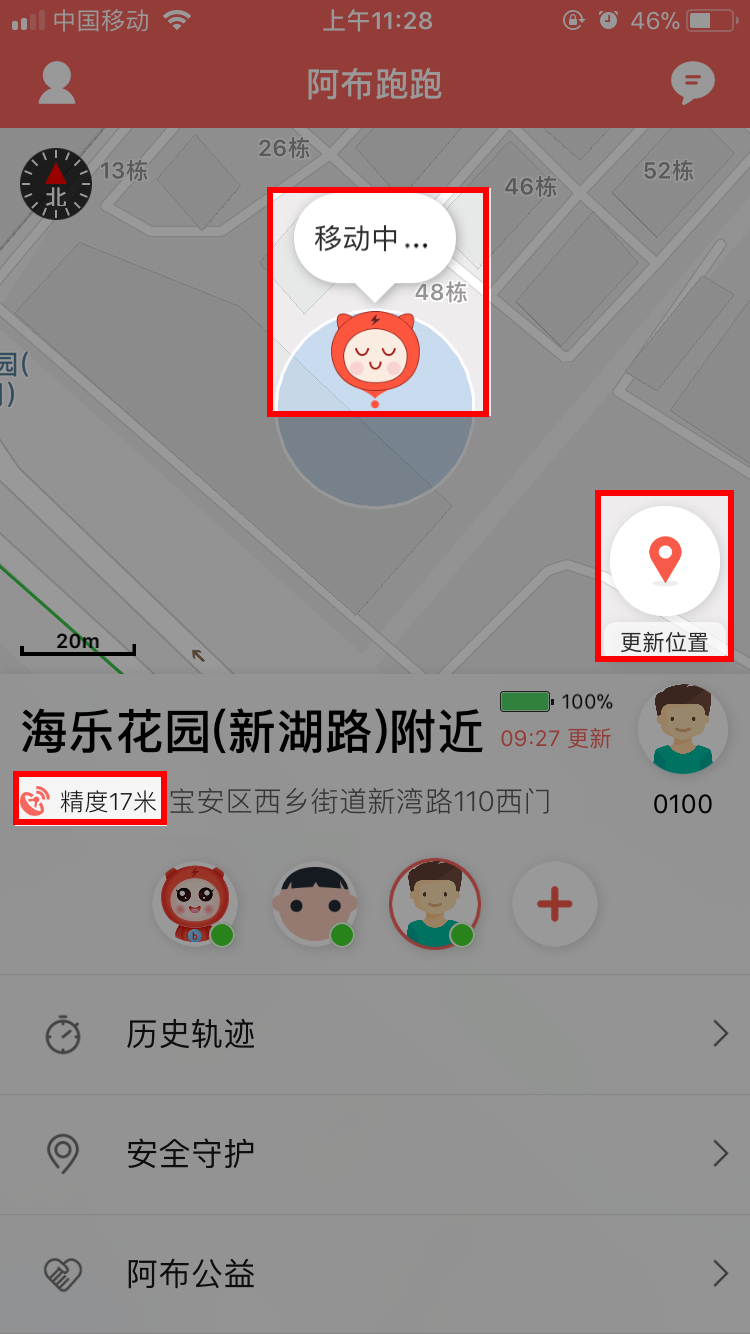 中国移动 上午11:28 46%
阿布跑跑
26栋
13栋
52栋
46栋
北
移动中...
48栋
园(
更新位置
20m
海乐花园(新湖路)附近
100%
09:27 更新
精度17米 宝安区西乡街道新湾路110西门
0100
历史轨迹
安全守护
阿布公益